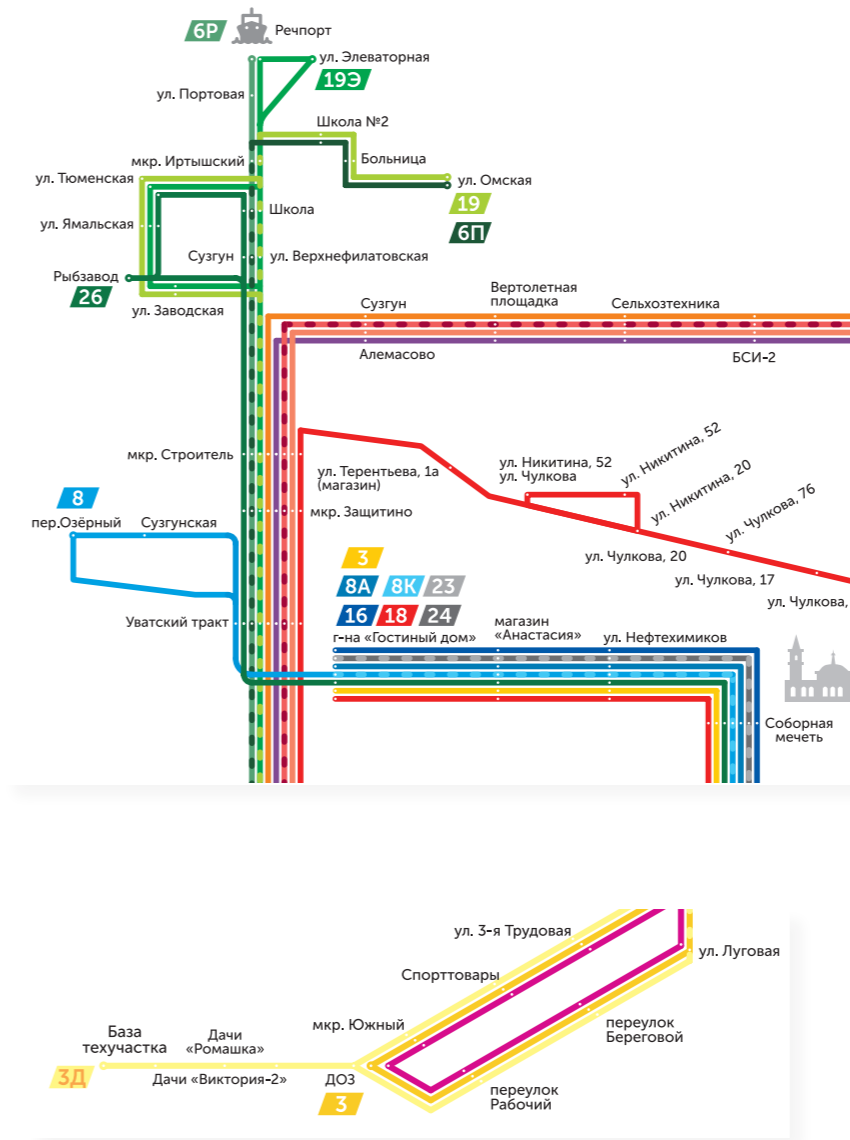 6Р
Речпорт
ул. Элеваторная
19Э
ул. Портовая
Школа №2
мкр. Иртышский
Больница
ул. Тюменская
ул. Омская
19
6П
Школа
ул. Ямальская
Сузгун
ул. Верхнефилатовская
Рыбзавод
26
ул. Заводская
Сузгун
Вертолетная
площадка
Сельхозтехника
Алемасово
БСИ-2
мкр. Строитель
ул. Терентьева, 1а
(магазин)
ул. Никитина, 52
ул. Чулкова
ул. Никитина, 52
ул. Никитина, 20
ул. Чулкова, 76
8
пер.Озёрный
Сузгунская
мкр. Защитино
ул. Чулкова, 20
ул. Чулкова, 17
ул. Чулкова,
3
8А
8К
23
16
18
24
Уватский тракт
г-на «Гостиный дом»
магазин
«Анастасия»
ул. Нефтехимиков
Соборная
мечеть
ул. 3-я Трудовая
ул. Луговая
Спорттовары
мкр. Южный
переулок
Береговой
База
техучастка
Дачи
«Ромашка»
3Д
Дачи «Виктория-2»
ДОЗ
3
переулок
Рабочий